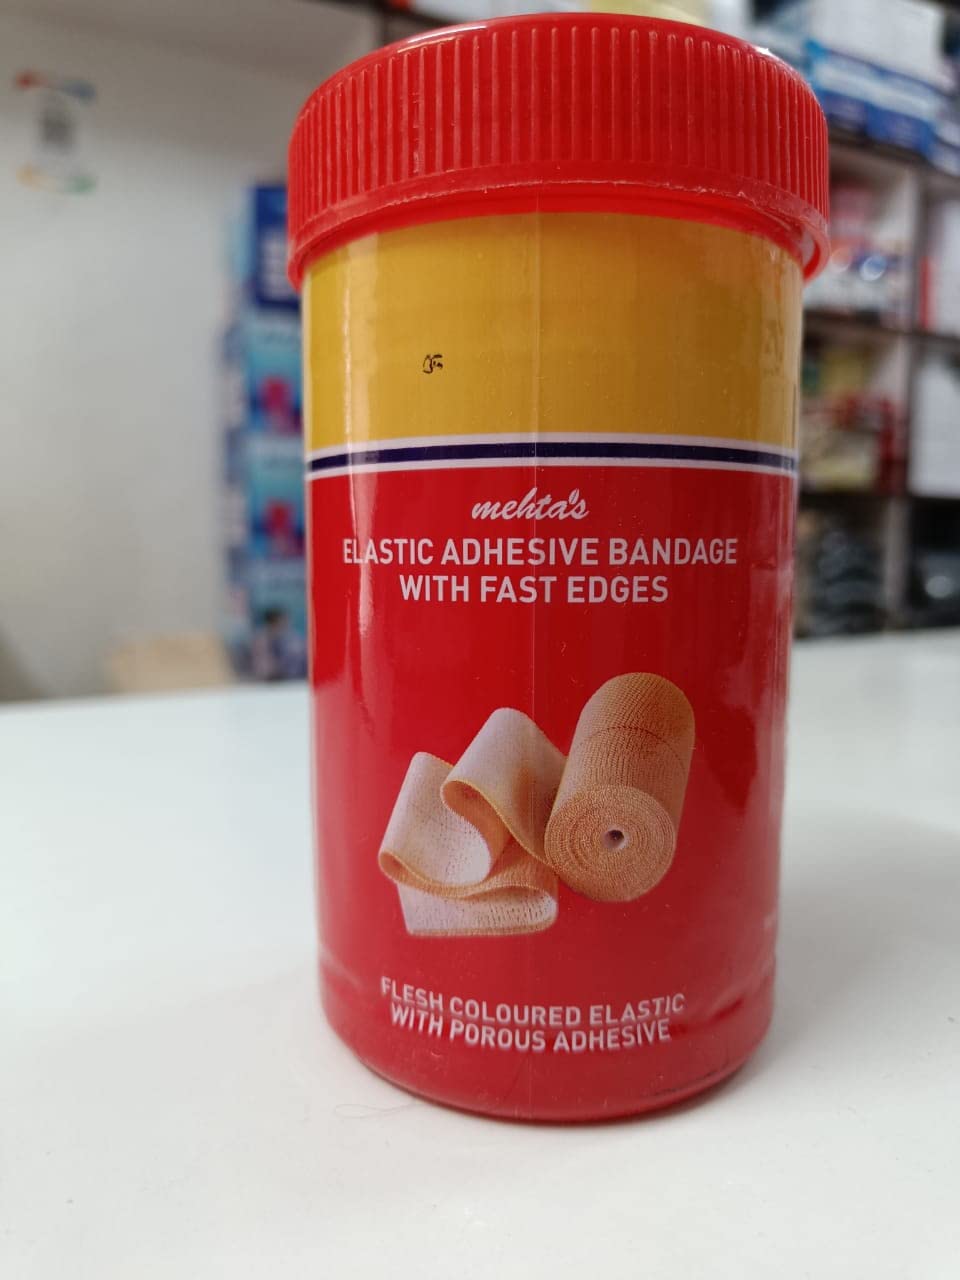 mehta's
ELASTIC ADHESIVE BANDAGE
WITH FAST EDGES
FLESH COLOURED ELASTIC
WITH POROUS ADHESIVE